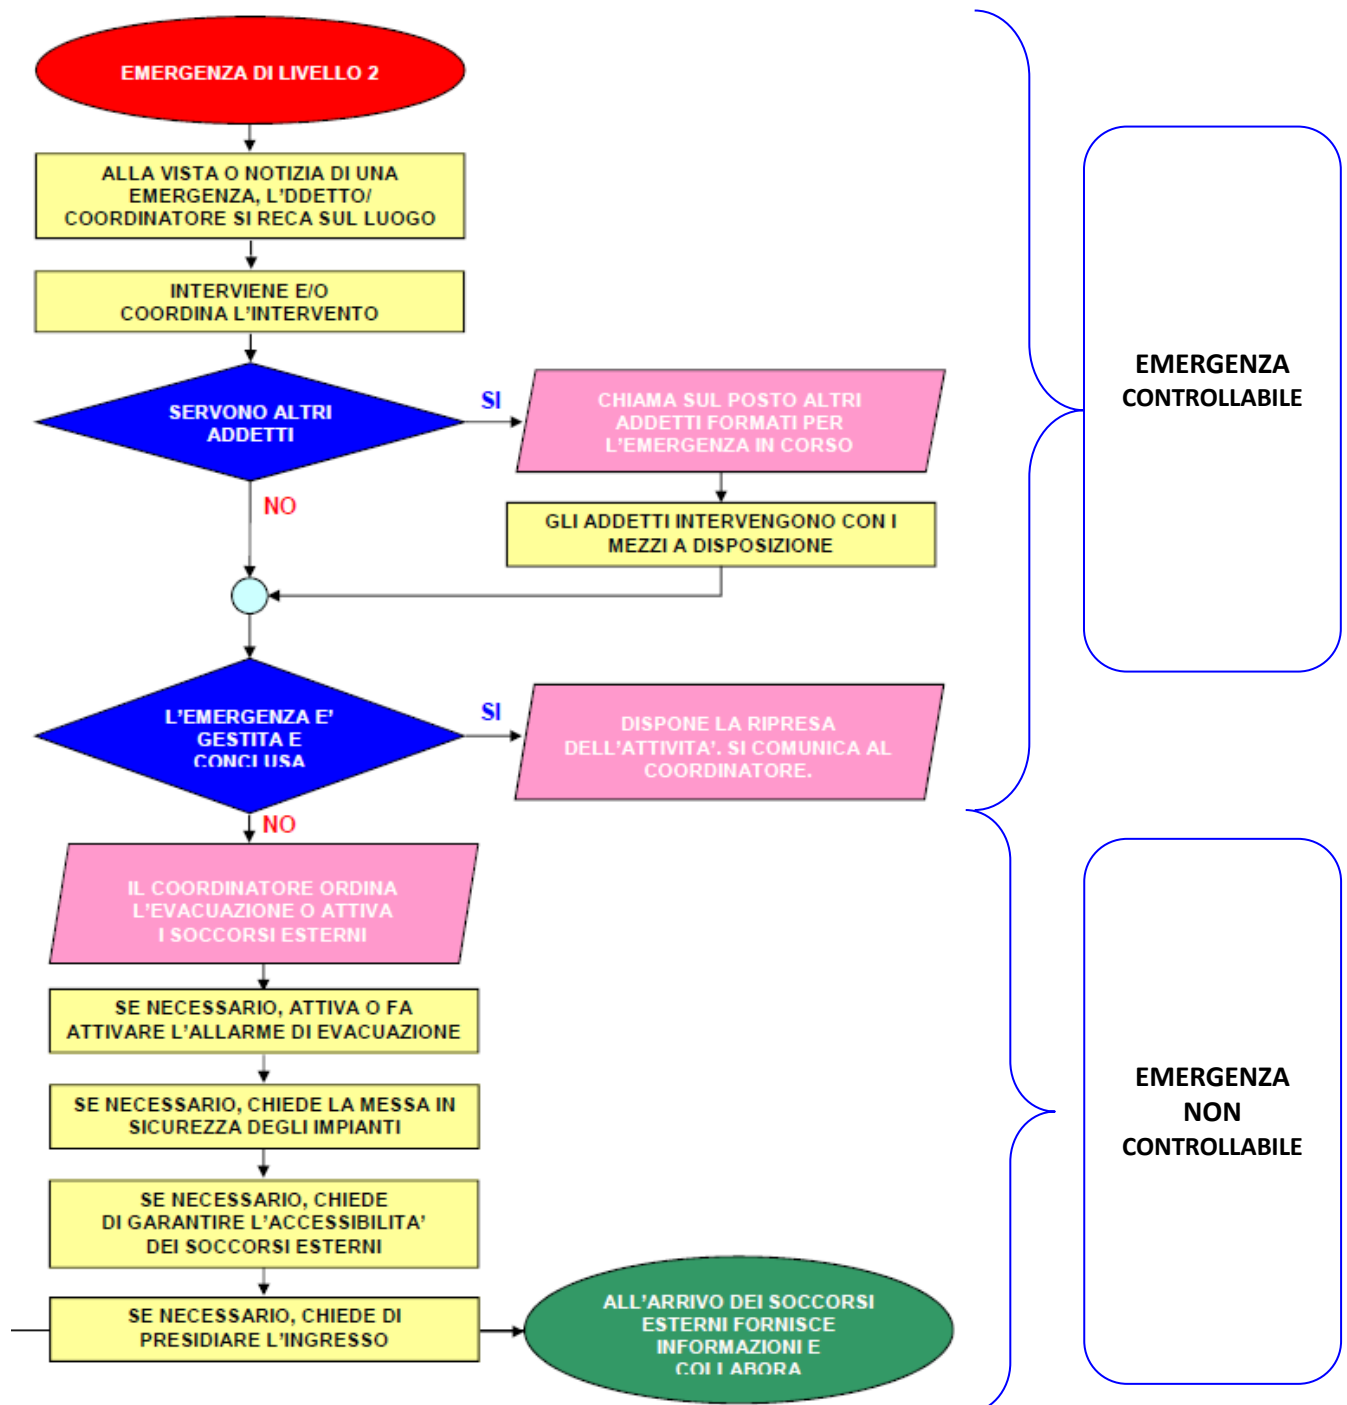 EMERGENZA DI LIVELLO 2
ALLA VISTA O NOTIZIA DI UNA
EMERGENZA, L'DDETTO/
COORDINATORE SI RECA SUL LUOGO
INTERVIENE E/O
COORDINA L'INTERVENTO
SERVONO ALTRI
ADDETTI
SI
CHIAMA SUL POSTO ALTRI
ADDETTI FORMATI PER
L'EMERGENZA IN CORSO
NO
GLI ADDETTI INTERVENGONO CON I
MEZZI A DISPOSIZIONE
L'EMERGENZA E'
GESTITA E
CONCLUSA
SI
DISPONE LA RIPRESA
DELL'ATTIVITA'. SI COMUNICA AL
COORDINATORE.
NO
EMERGENZA
CONTROLLABILE
IL COORDINATORE ORDINA
L'EVACUAZIONE O ATTIVA
I SOCCORSI ESTERNI
SE NECESSARIO, ATTIVA O FA
ATTIVARE L'ALLARME DI EVACUAZIONE
SE NECESSARIO, CHIEDE LA MESSA IN
SICUREZZA DEGLI IMPIANTI
SE NECESSARIO, CHIEDE
DI GARANTIRE L'ACCESSIBILITA'
DEI SOCCORSI ESTERNI
SE NECESSARIO, CHIEDE DI
PRESIDIARE L'INGRESSO
ALL'ARRIVO DEI SOCCORSI
ESTERNI FORNISCE
INFORMAZIONI E
COLLABORA
EMERGENZA
NON
CONTROLLABILE